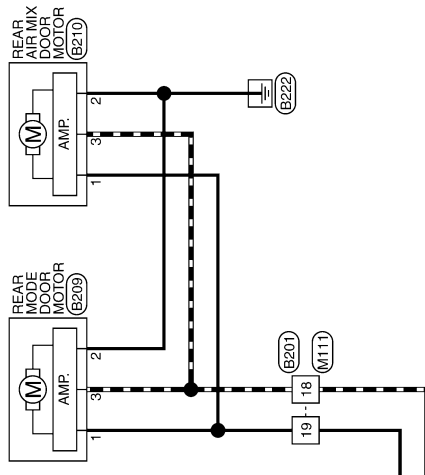 REAR
AIR MIX
DOOR
MOTOR
B210
M
AMP.
2
3
1
B222
REAR
MODE
DOOR
MOTOR
B209
M
AMP.
2
3
1
B201
M111
18
19